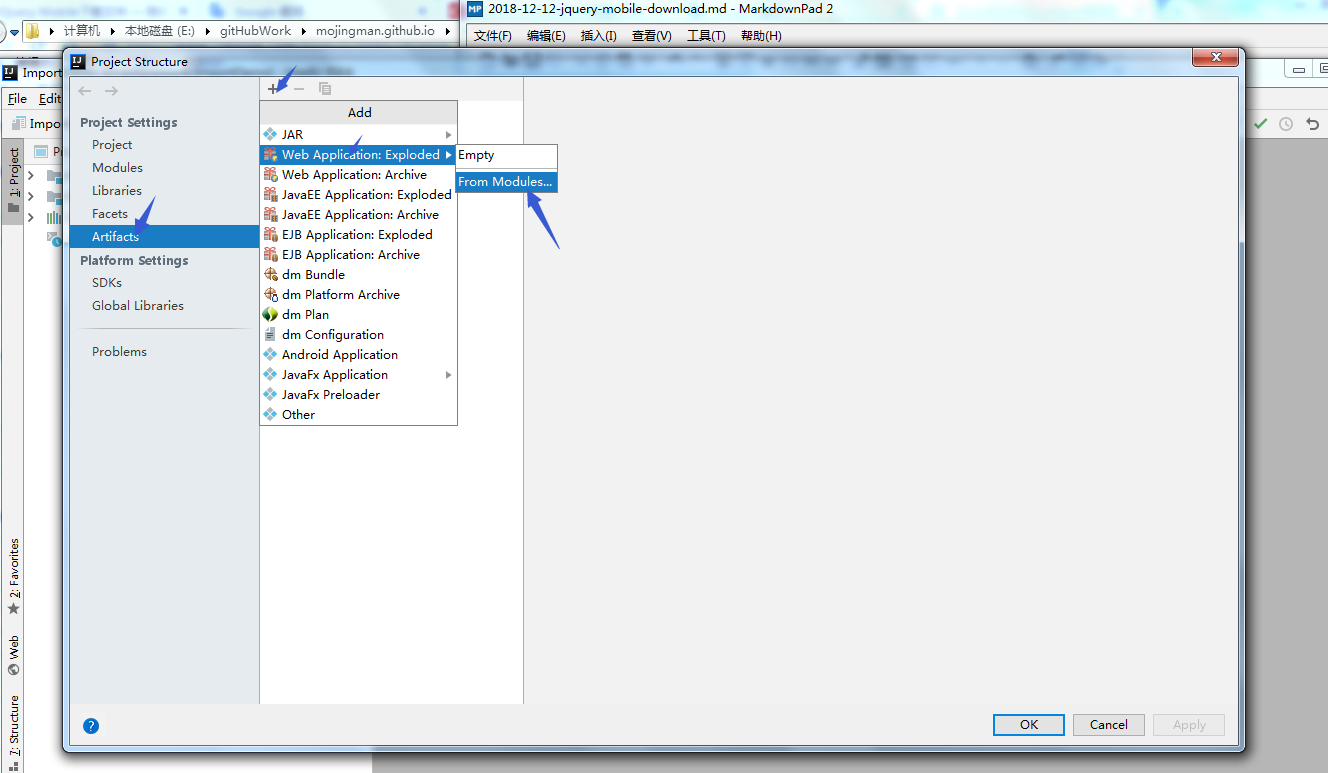 2018-12-12-jquery-mobile-download.md - MarkdownPad 2
计算机 本地磁盘 (E:) gitHubWork mojingman.github.io
文件(F) 编辑(E) 插入(I) 查看(V) 工具(T) 帮助(H)
Project Structure
Import
File Edit
Impo
1: Project
2: Favorites
Web
7: Structure
Project Settings
Project
Modules
Libraries
Facets
Artifacts
Platform Settings
SDKs
Global Libraries
Problems
Add
JAR
Web Application: Exploded
Web Application: Archive
JavaEE Application: Exploded
JavaEE Application: Archive
EJB Application: Exploded
EJB Application: Archive
dm Bundle
dm Platform Archive
dm Plan
dm Configuration
Android Application
JavaFx Application
JavaFx Preloader
Other
Empty
From Modules...
?
OK Cancel Apply